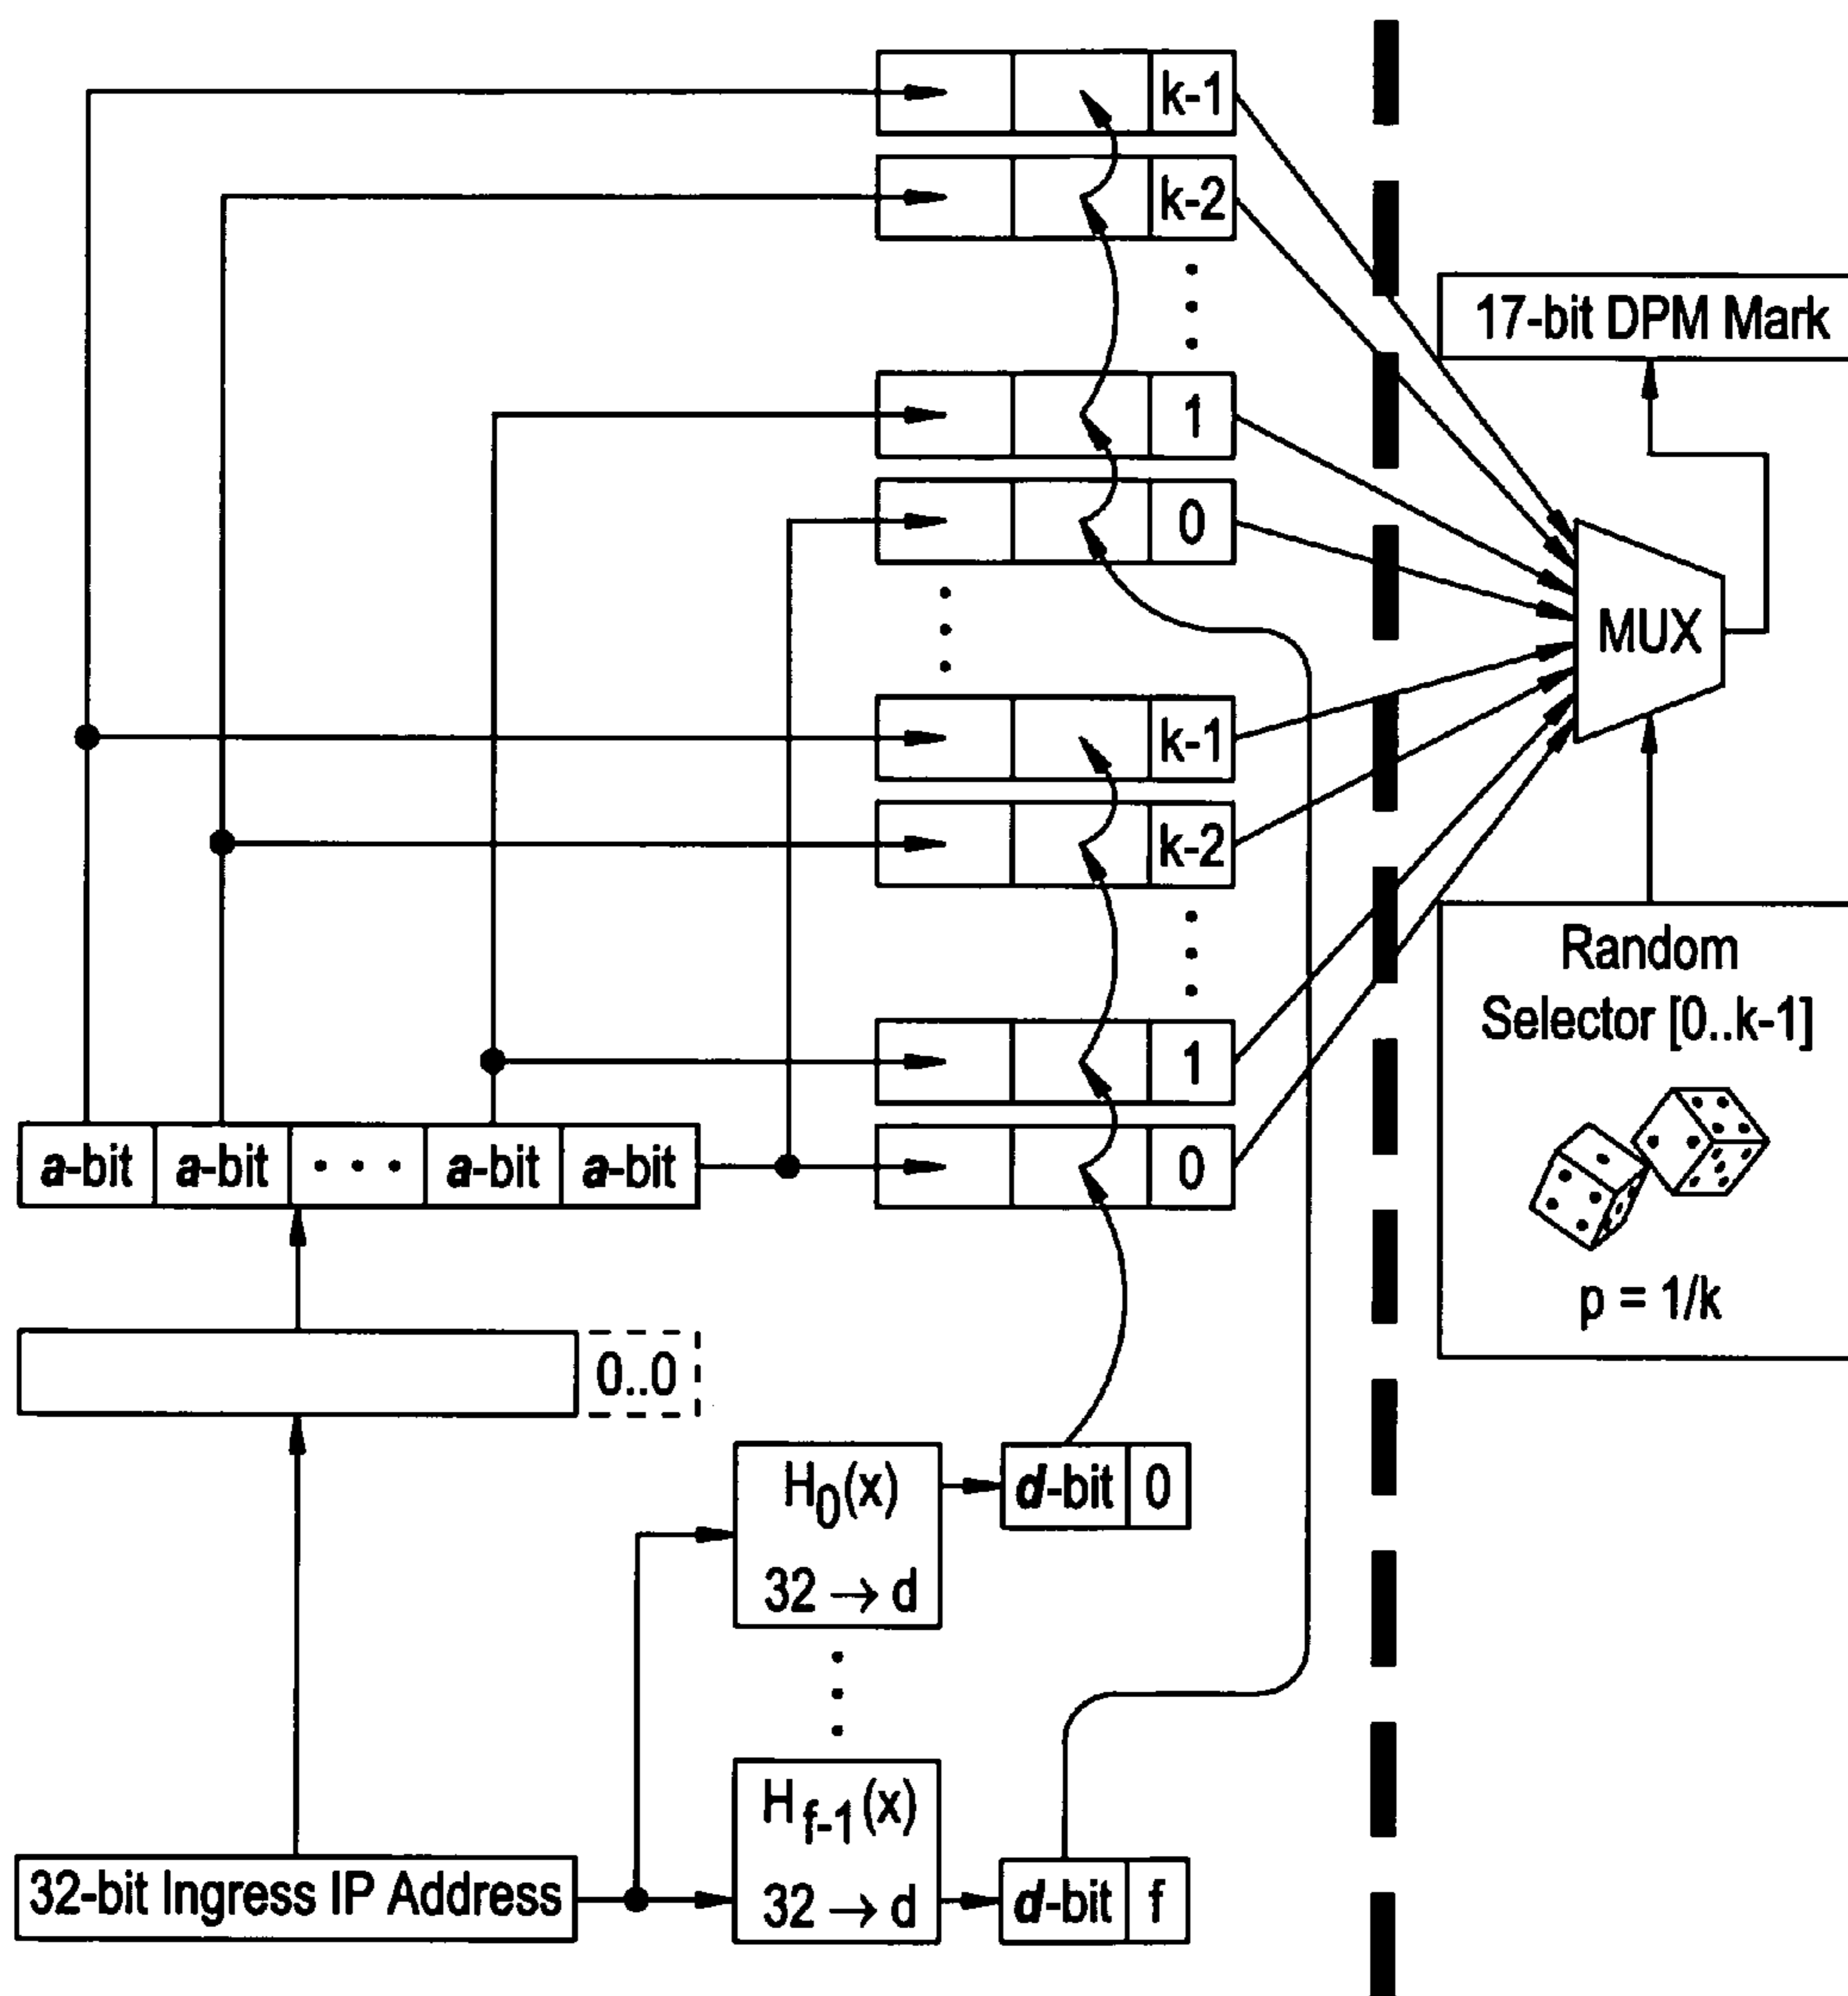 k-1
k-2
17-bit DPM Mark
1
0
MUX
k-1
k-2
Random
Selector [0..k-1]
1
a-bit a-bit a-bit a-bit
0
p = 1/k
0..0
H0(x)
32 → d
d-bit 0
Hf-1(x)
32 → d
d-bit f
32-bit Ingress IP Address